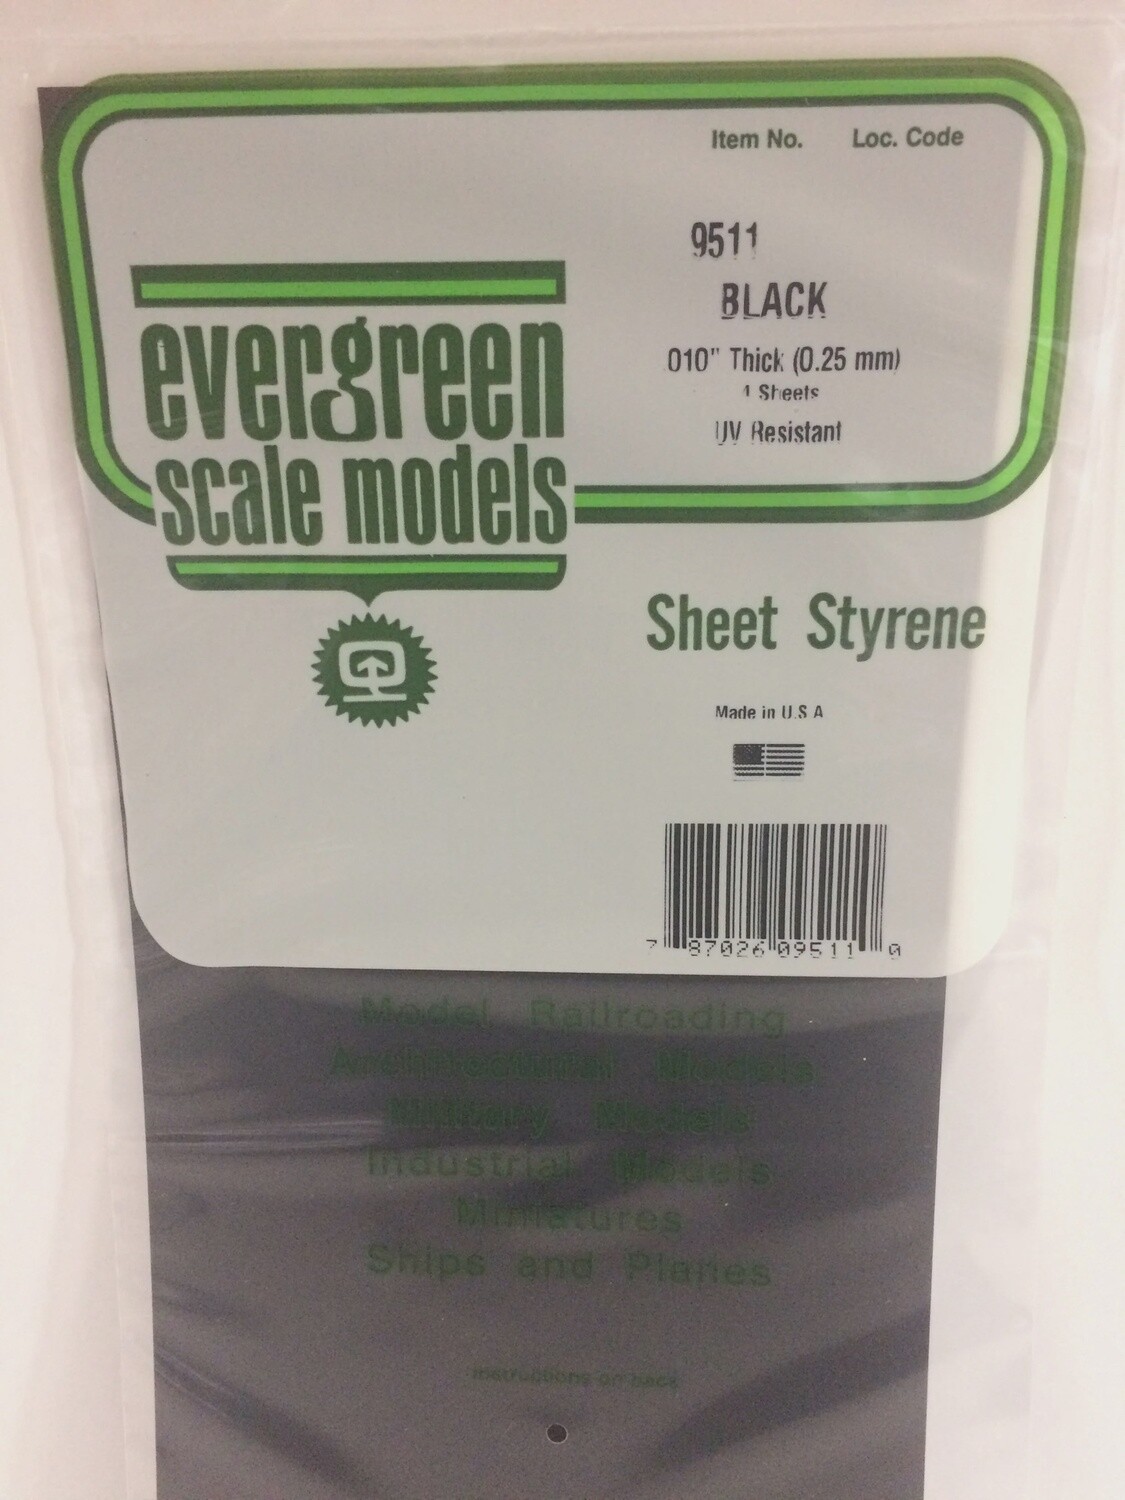 Item No. Loc. Code
9511
BLACK
.010" Thick (0.25 mm)
4 Sheets
UV Resistant
evergreen
scale models
Sheet Styrene
Made in U.S.A
7 87026 09511 0
Model Railroading
Architectural Models
Military Models
Industrial Models
Miniatures
Ships and Planes
instructions on back